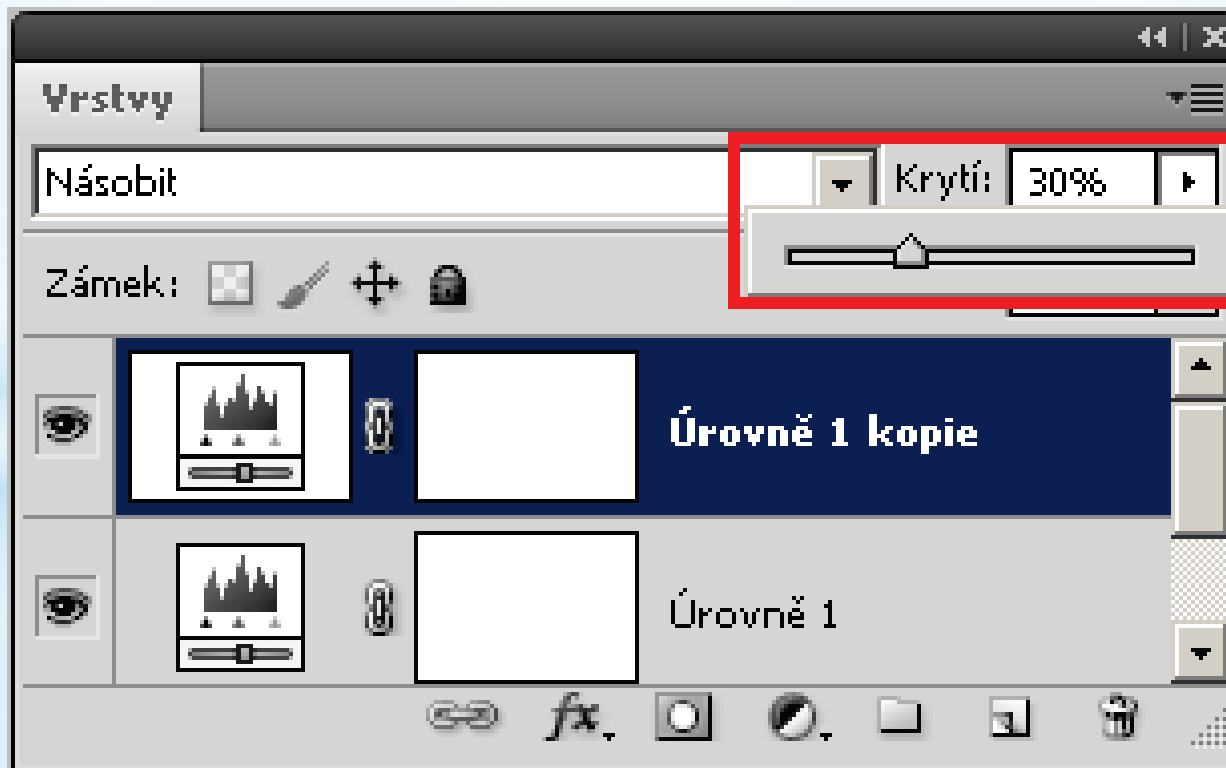 Vrstvy
Násobit Krytí: 30%
Zámek:
Úrovně 1 kopie
Úrovně 1
fx.